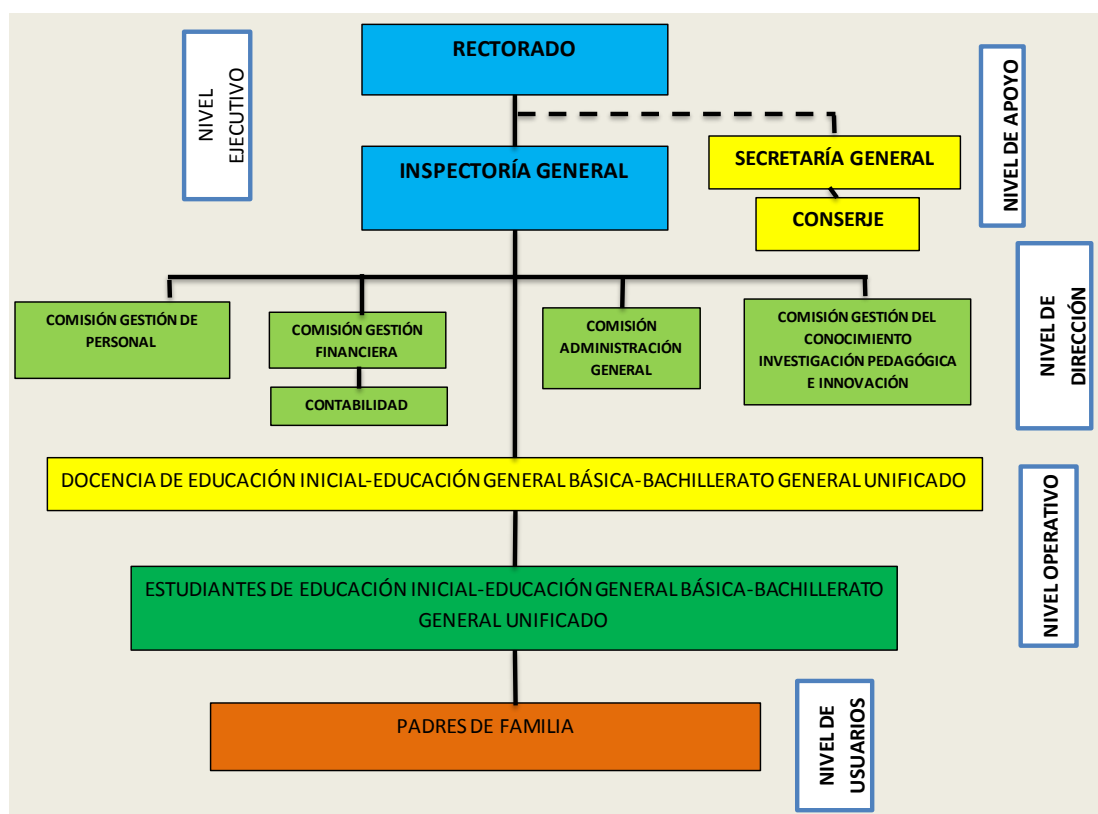 RECTORADO
NIVEL
EJECUTIVO
NIVEL DE APOYO
INSPECTORÍA GENERAL
SECRETARÍA GENERAL
CONSERJE
NIVEL DE
DIRECCIÓN
COMISIÓN GESTIÓN DE
PERSONAL
COMISIÓN GESTIÓN
FINANCIERA
CONTABILIDAD
COMISIÓN
ADMINISTRACIÓN
GENERAL
COMISIÓN GESTIÓN DEL
CONOCIMIENTO
INVESTIGACIÓN PEDAGÓGICA
E INNOVACIÓN
DOCENCIA DE EDUCACIÓN INICIAL-EDUCACIÓN GENERAL BÁSICA-BACHILLERATO GENERAL UNIFICADO
NIVEL OPERATIVO
ESTUDIANTES DE EDUCACIÓN INICIAL-EDUCACIÓN GENERAL BÁSICA-BACHILLERATO
GENERAL UNIFICADO
PADRES DE FAMILIA
NIVEL DE
USUARIOS